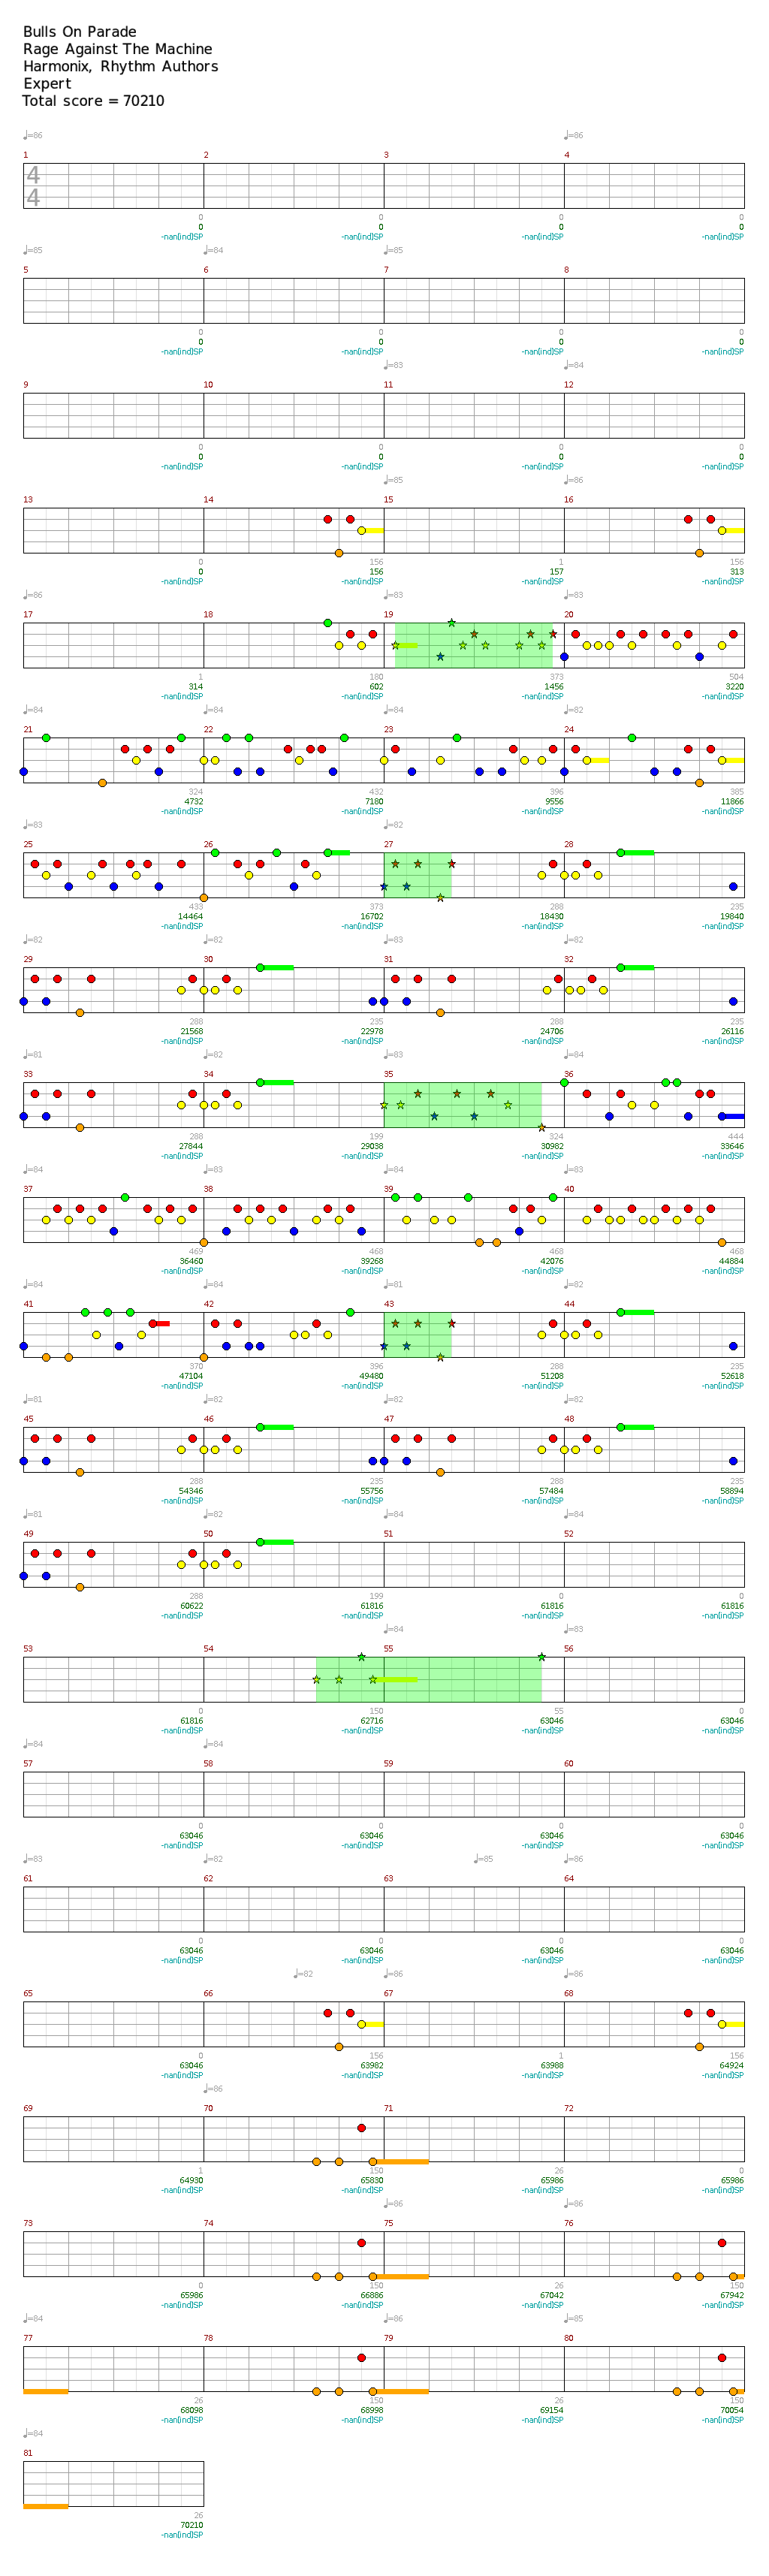 Bulls On Parade
Rage Against The Machine
Harmonix, Rhythm Authors
Expert
Total score = 70210
♩=86 ♩=86
1 2 3 4
4
4
0 0 0 0
0 0 0 0
-nan(ind)SP -nan(ind)SP -nan(ind)SP -nan(ind)SP
♩=85 ♩=84 ♩=85
5 6 7 8
0 0 0 0
0 0 0 0
-nan(ind)SP -nan(ind)SP -nan(ind)SP -nan(ind)SP
♩=83 ♩=84
9 10 11 12
0 0 0 0
0 0 0 0
-nan(ind)SP -nan(ind)SP -nan(ind)SP -nan(ind)SP
♩=85 ♩=86
13 14 15 16
0 156 1 156
0 156 157 313
-nan(ind)SP -nan(ind)SP -nan(ind)SP -nan(ind)SP
♩=86 ♩=83 ♩=83
17 18 19 20
1 180 373 504
314 602 1456 3220
-nan(ind)SP -nan(ind)SP -nan(ind)SP -nan(ind)SP
♩=84 ♩=84 ♩=84 ♩=82
21 22 23 24
324 432 396 385
4732 7180 9556 11866
-nan(ind)SP -nan(ind)SP -nan(ind)SP -nan(ind)SP
♩=83 ♩=82
25 26 27 28
433 373 288 235
14464 16702 18430 19840
-nan(ind)SP -nan(ind)SP -nan(ind)SP -nan(ind)SP
♩=82 ♩=82 ♩=83 ♩=82
29 30 31 32
288 235 288 235
21568 22978 24706 26116
-nan(ind)SP -nan(ind)SP -nan(ind)SP -nan(ind)SP
♩=81 ♩=82 ♩=83 ♩=84
33 34 35 36
288 199 324 444
27844 29038 30982 33646
-nan(ind)SP -nan(ind)SP -nan(ind)SP -nan(ind)SP
♩=84 ♩=83 ♩=84 ♩=83
37 38 39 40
469 468 468 468
36460 39268 42076 44884
-nan(ind)SP -nan(ind)SP -nan(ind)SP -nan(ind)SP
♩=84 ♩=84 ♩=81 ♩=82
41 42 43 44
370 396 288 235
47104 49480 51208 52618
-nan(ind)SP -nan(ind)SP -nan(ind)SP -nan(ind)SP
♩=81 ♩=82 ♩=82 ♩=82
45 46 47 48
288 235 288 235
54346 55756 57484 58894
-nan(ind)SP -nan(ind)SP -nan(ind)SP -nan(ind)SP
♩=81 ♩=82 ♩=84 ♩=84
49 50 51 52
288 199 0 0
60622 61816 61816 61816
-nan(ind)SP -nan(ind)SP -nan(ind)SP -nan(ind)SP
♩=84 ♩=83
53 54 55 56
0 150 55 0
61816 62716 63046 63046
-nan(ind)SP -nan(ind)SP -nan(ind)SP -nan(ind)SP
♩=84 ♩=84
57 58 59 60
0 0 0 0
63046 63046 63046 63046
-nan(ind)SP -nan(ind)SP -nan(ind)SP -nan(ind)SP
♩=83 ♩=82 ♩=85 ♩=86
61 62 63 64
0 0 0 0
63046 63046 63046 63046
-nan(ind)SP -nan(ind)SP -nan(ind)SP -nan(ind)SP
♩=82 ♩=86 ♩=86
65 66 67 68
0 156 1 156
63046 63982 63988 64924
-nan(ind)SP -nan(ind)SP -nan(ind)SP -nan(ind)SP
♩=86
69 70 71 72
1 150 26 0
64930 65830 65986 65986
-nan(ind)SP -nan(ind)SP -nan(ind)SP -nan(ind)SP
♩=86 ♩=86
73 74 75 76
0 150 26 150
65986 66886 67042 67942
-nan(ind)SP -nan(ind)SP -nan(ind)SP -nan(ind)SP
♩=84 ♩=86 ♩=85
77 78 79 80
26 150 26 150
68098 68998 69154 70054
-nan(ind)SP -nan(ind)SP -nan(ind)SP -nan(ind)SP
♩=84
81
26
70210
-nan(ind)SP